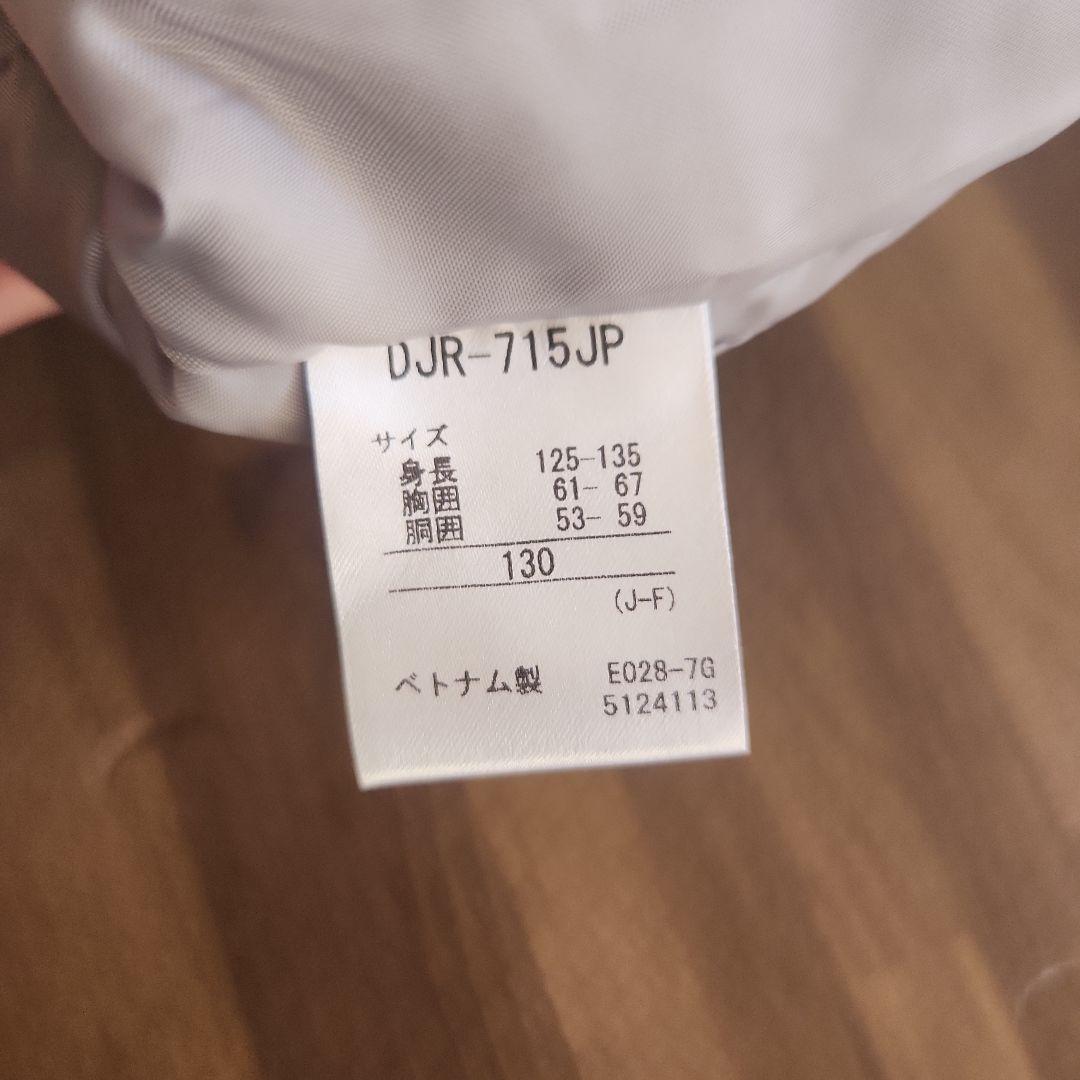 DJR-715JP
サイズ
身長 125-135
胸囲 61- 67
胴囲 53- 59
130
(J-F)
ベトナム製 E028-7G
5124113